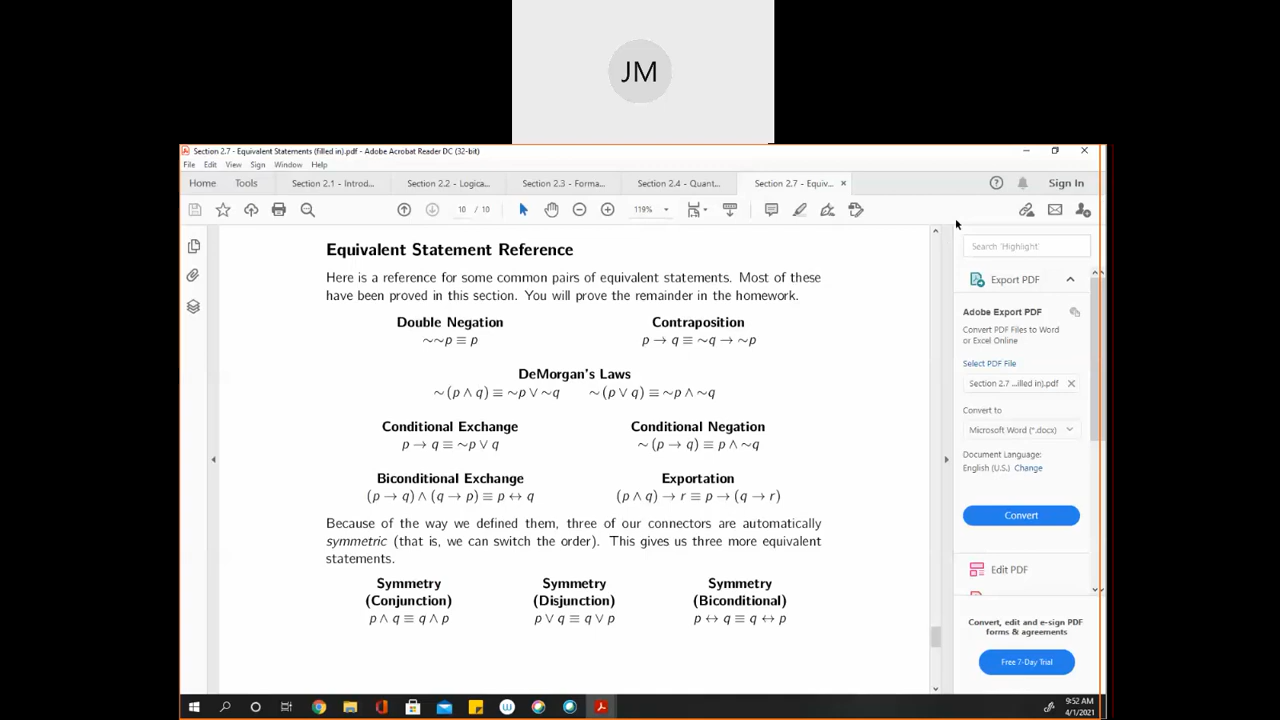 JM
Section 2.7 - Equivalent Statements (filled in).pdf - Adobe Acrobat Reader DC (32-bit)
File Edit View Sign Window Help
Home Tools Section 2.1 - Introd... Section 2.2 - Logica... Section 2.3 - Forma... Section 2.4 - Quant... Section 2.7 - Equiv... × Sign In
10 / 10 119%
Equivalent Statement Reference
Here is a reference for some common pairs of equivalent statements. Most of these
have been proved in this section. You will prove the remainder in the homework.
Double Negation Contraposition
∼∼p ≡ p p → q ≡ ∼q → ∼p
DeMorgan's Laws
∼(p ∧ q) ≡ ∼p ∨ ∼q ∼(p ∨ q) ≡ ∼p ∧ ∼q
Conditional Exchange Conditional Negation
p → q ≡ ∼p ∨ q ∼(p → q) ≡ p ∧ ∼q
Biconditional Exchange Exportation
(p → q) ∧ (q → p) ≡ p ↔ q (p ∧ q) → r ≡ p → (q → r)
Because of the way we defined them, three of our connectors are automatically
symmetric (that is, we can switch the order). This gives us three more equivalent
statements.
Symmetry Symmetry Symmetry
(Conjunction) (Disjunction) (Biconditional)
p ∧ q ≡ q ∧ p p ∨ q ≡ q ∨ p p ↔ q ≡ q ↔ p
Search 'Highlight'
Export PDF
Adobe Export PDF
Convert PDF Files to Word
or Excel Online
Select PDF File
Section 2.7 ...illed in).pdf ×
Convert to
Microsoft Word (*.docx)
Document Language:
English (U.S.) Change
Convert
Edit PDF
Convert, edit and e-sign PDF
forms & agreements
Free 7-Day Trial
9:52 AM
4/1/2021